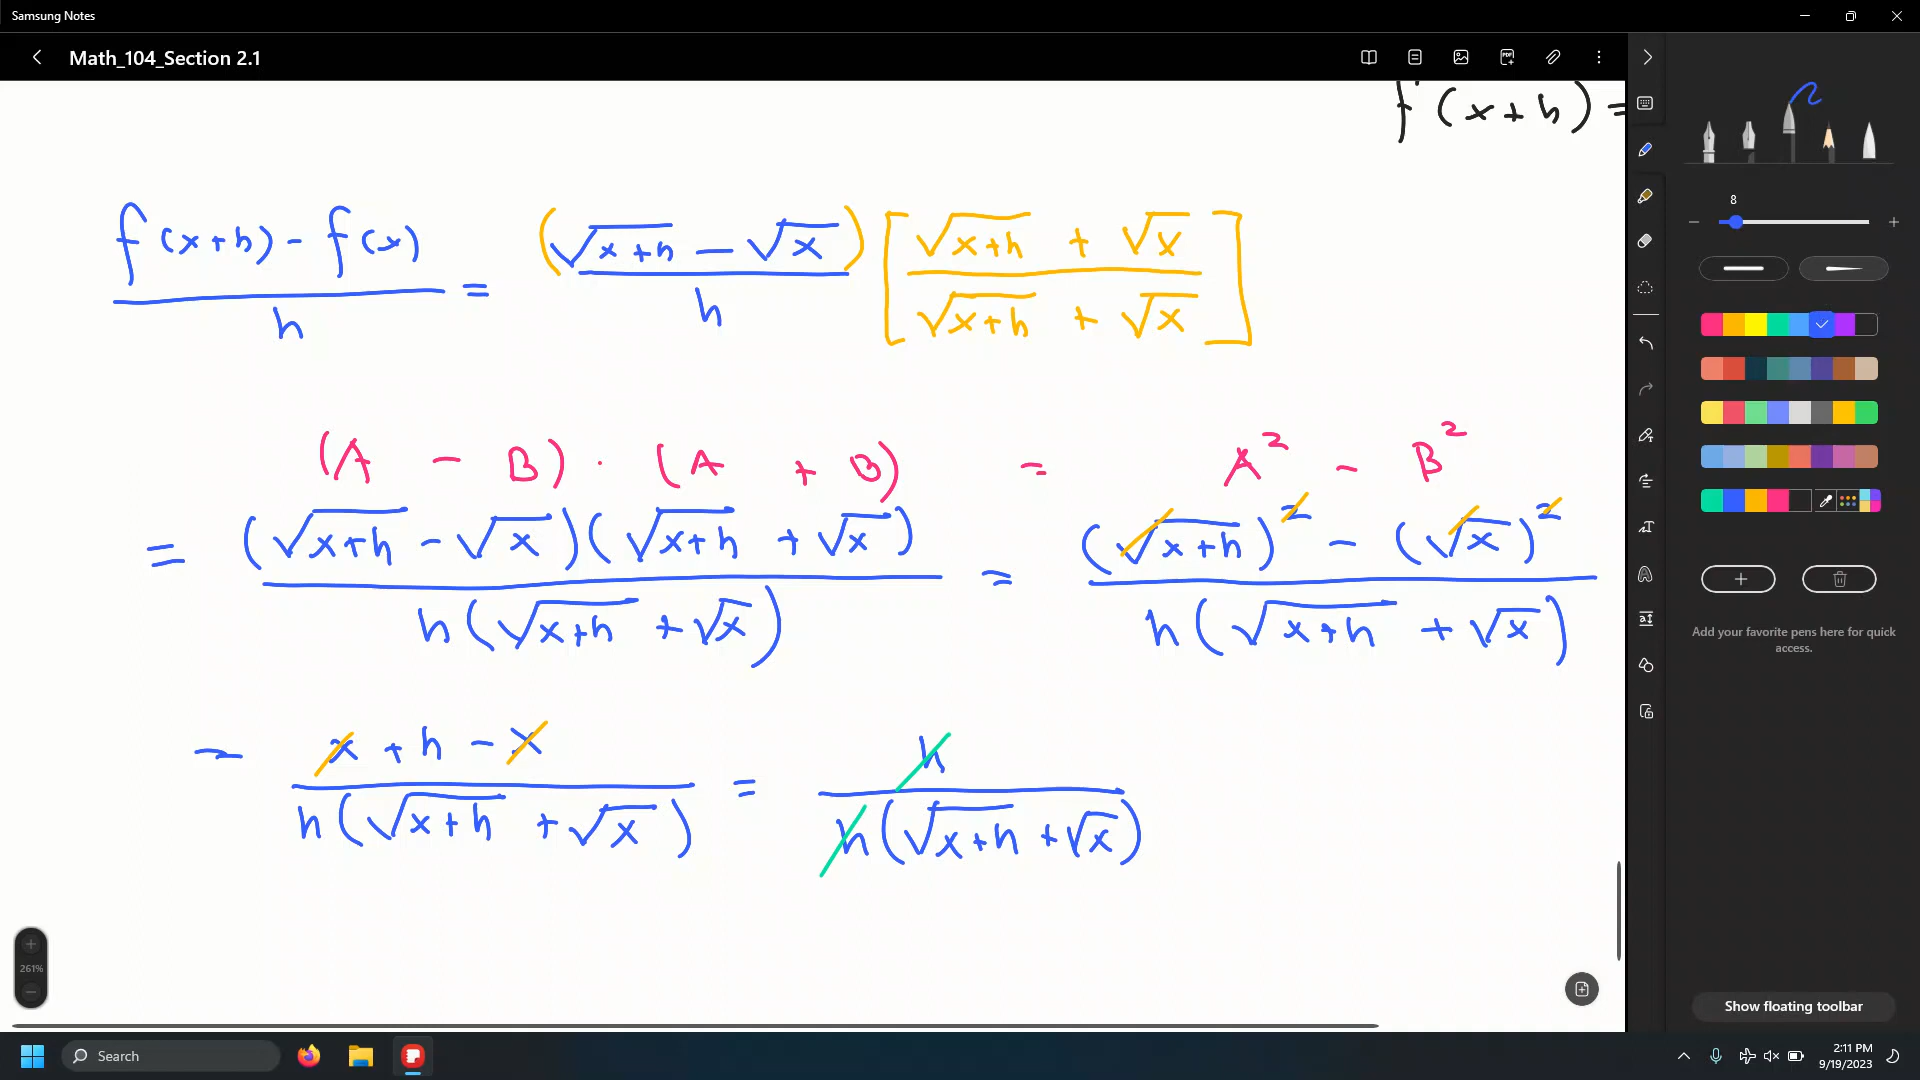 Samsung Notes
Math_104_Section 2.1
f (x+h) =
f(x+h) - f(x) / h = (√x+h - √x) / h [ √x+h + √x / √x+h + √x ]
(A - B) · (A + B) = A² - B²
= (√x+h - √x)(√x+h + √x) / h(√x+h + √x) = (√x+h)² - (√x)² / h(√x+h + √x)
= x + h - x / h(√x+h + √x) = h / h(√x+h + √x)
PDF
8
Add your favorite pens here for quick
access.
261%
Show floating toolbar
Search
2:11 PM
9/19/2023